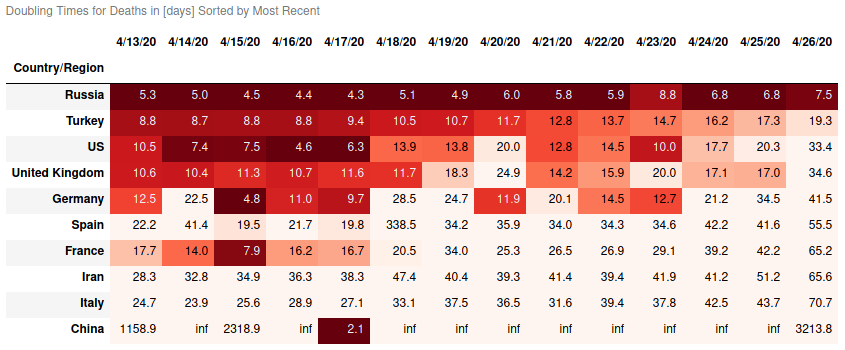 Doubling Times for Deaths in [days] Sorted by Most Recent
4/13/20 4/14/20 4/15/20 4/16/20 4/17/20 4/18/20 4/19/20 4/20/20 4/21/20 4/22/20 4/23/20 4/24/20 4/25/20 4/26/20
Country/Region
Russia 5.3 5.0 4.5 4.4 4.3 5.1 4.9 6.0 5.8 5.9 8.8 6.8 6.8 7.5
Turkey 8.8 8.7 8.8 8.8 9.4 10.5 10.7 11.7 12.8 13.7 14.7 16.2 17.3 19.3
US 10.5 7.4 7.5 4.6 6.3 13.9 13.8 20.0 12.8 14.5 10.0 17.7 20.3 33.4
United Kingdom 10.6 10.4 11.3 10.7 11.6 11.7 18.3 24.9 14.2 15.9 20.0 17.1 17.0 34.6
Germany 12.5 22.5 4.8 11.0 9.7 28.5 24.7 11.9 20.1 14.5 12.7 21.2 34.5 41.5
Spain 22.2 41.4 19.5 21.7 19.8 338.5 34.2 35.9 34.0 34.3 34.6 42.2 41.6 55.5
France 17.7 14.0 7.9 16.2 16.7 20.5 34.0 25.3 26.5 26.9 29.1 39.2 42.2 65.2
Iran 28.3 32.8 34.9 36.3 38.3 47.4 40.4 39.3 41.4 39.4 41.9 41.2 51.2 65.6
Italy 24.7 23.9 25.6 28.9 27.1 33.1 37.5 36.5 31.6 39.4 37.8 42.5 43.7 70.7
China 1158.9 inf 2318.9 inf 2.1 inf inf inf inf inf inf inf inf 3213.8